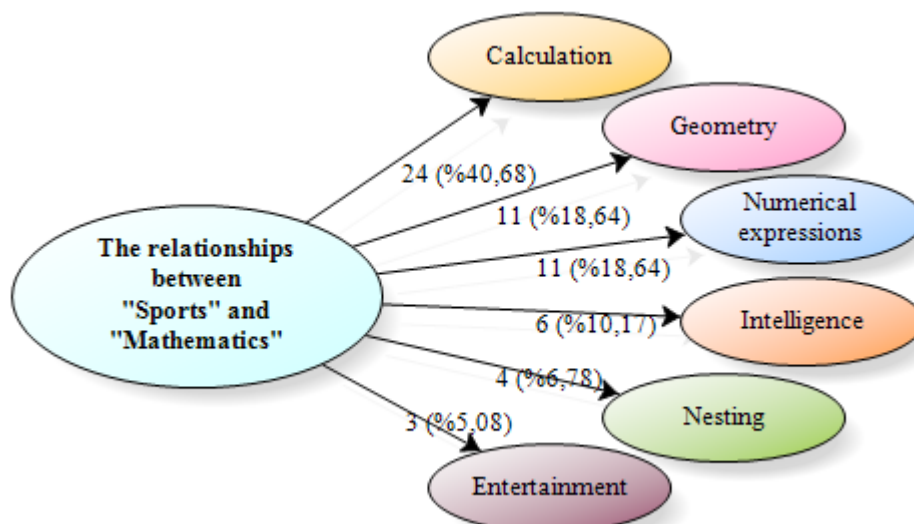 Calculation
Geometry
24 (%40,68)
11 (%18,64)
Numerical
expressions
11 (%18,64)
The relationships
between
"Sports" and
"Mathematics"
6 (%10,17)
Intelligence
4 (%6,78)
Nesting
3 (%5,08)
Entertainment